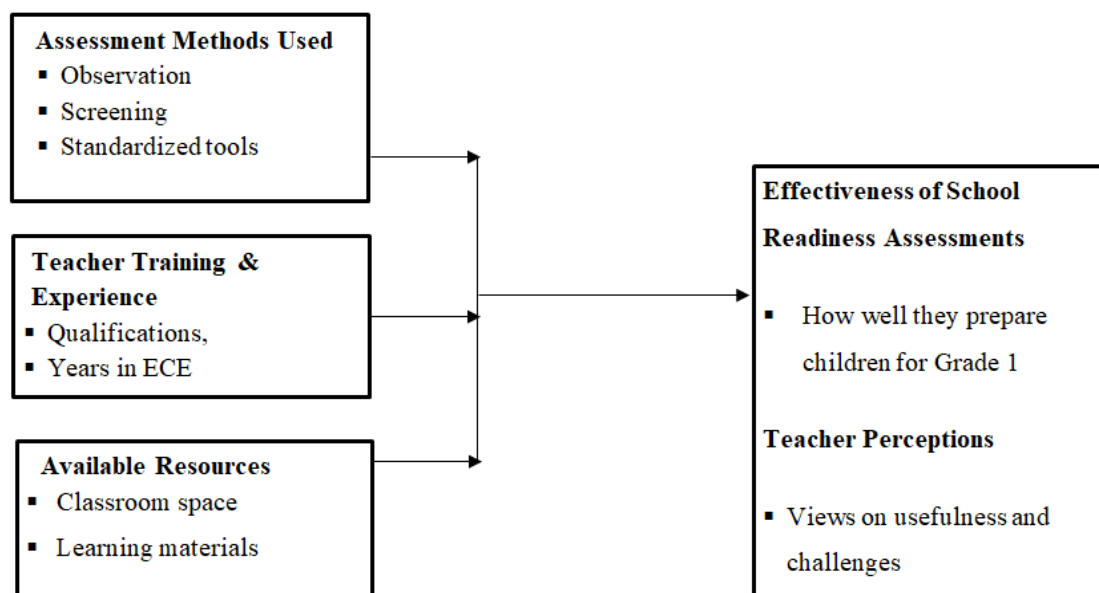 Assessment Methods Used
▪ Observation
▪ Screening
▪ Standardized tools
Teacher Training &
Experience
▪ Qualifications,
▪ Years in ECE
Available Resources
▪ Classroom space
▪ Learning materials
Effectiveness of School
Readiness Assessments
▪ How well they prepare
children for Grade 1
Teacher Perceptions
▪ Views on usefulness and
challenges